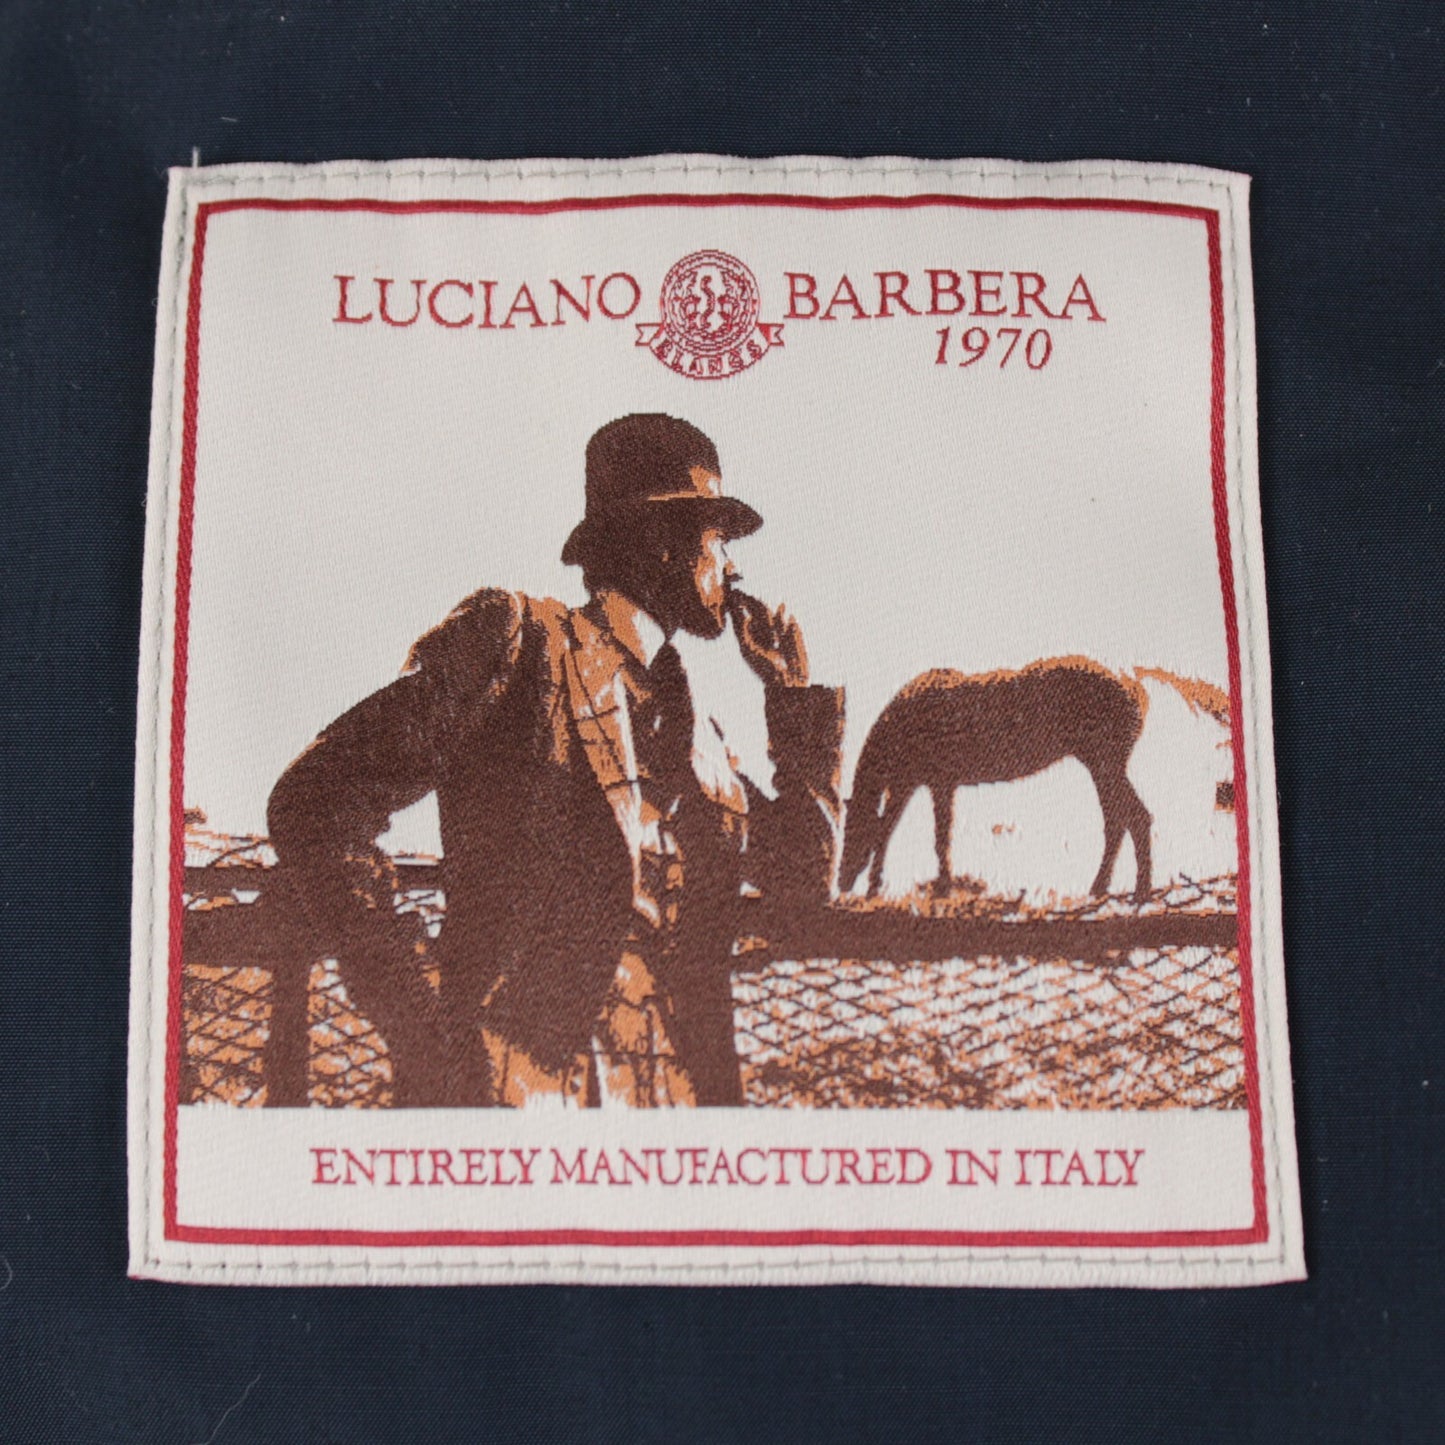 LUCIANO BARBERA
1970
ENTIRELY MANUFACTURED IN ITALY